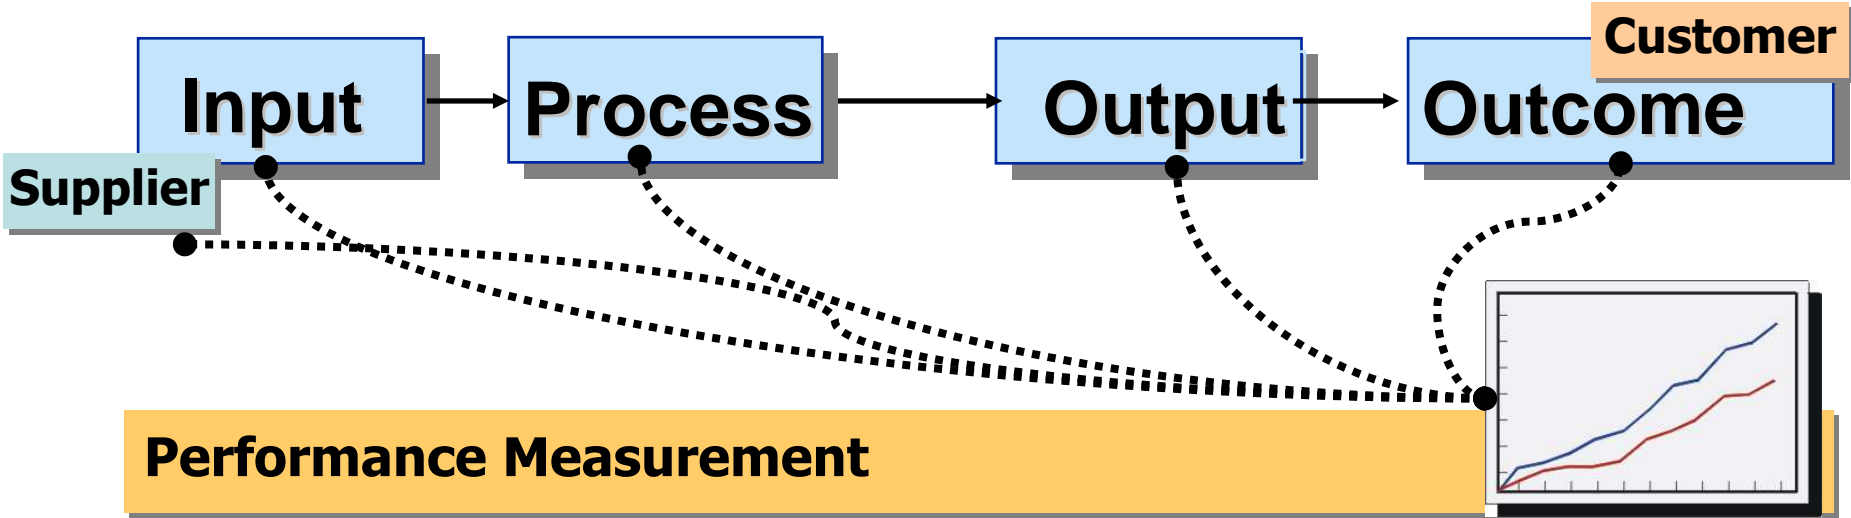 Customer
Input
Process
Output
Outcome
Supplier
Performance Measurement